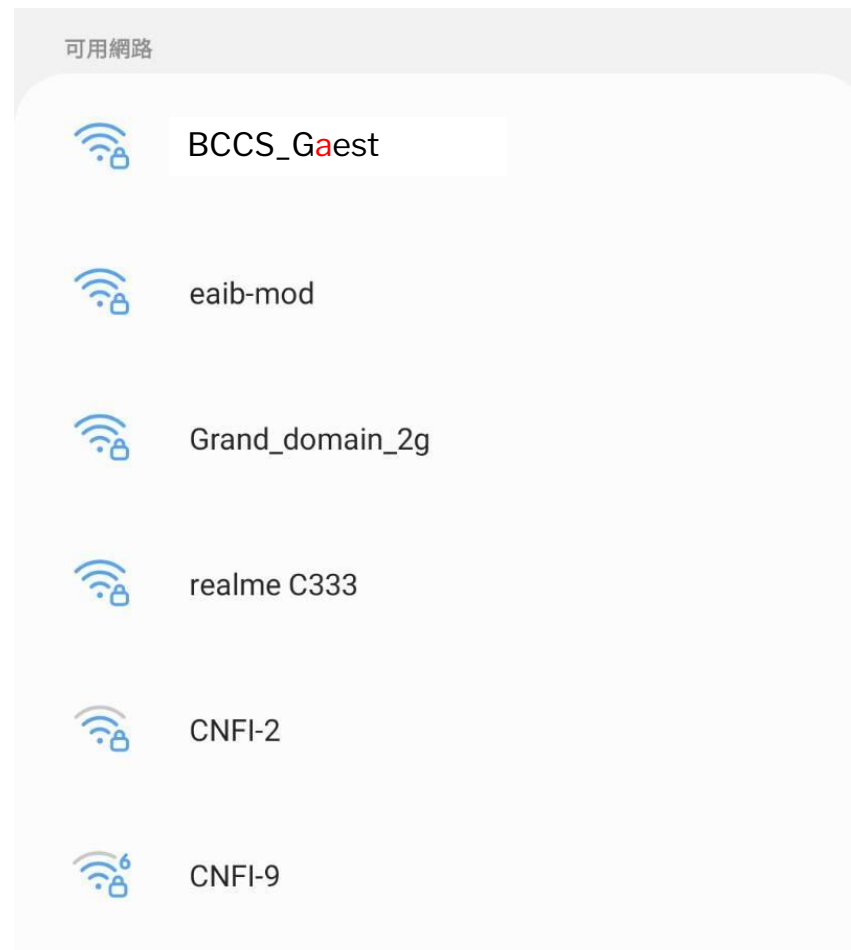 可用網路
BCCS_Gaest
eaib-mod
Grand_domain_2g
realme C333
CNFI-2
6
CNFI-9